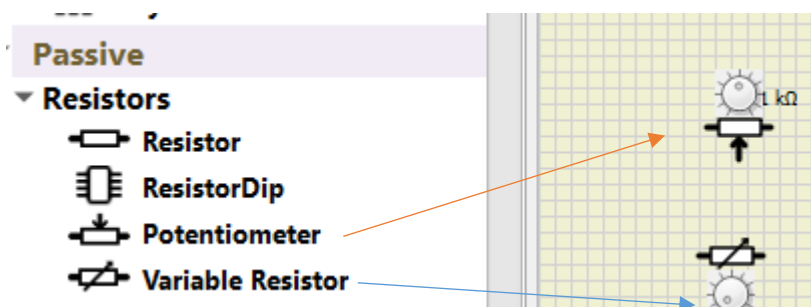 Passive
Resistors
Resistor
ResistorDip
Potentiometer
Variable Resistor
1 kΩ